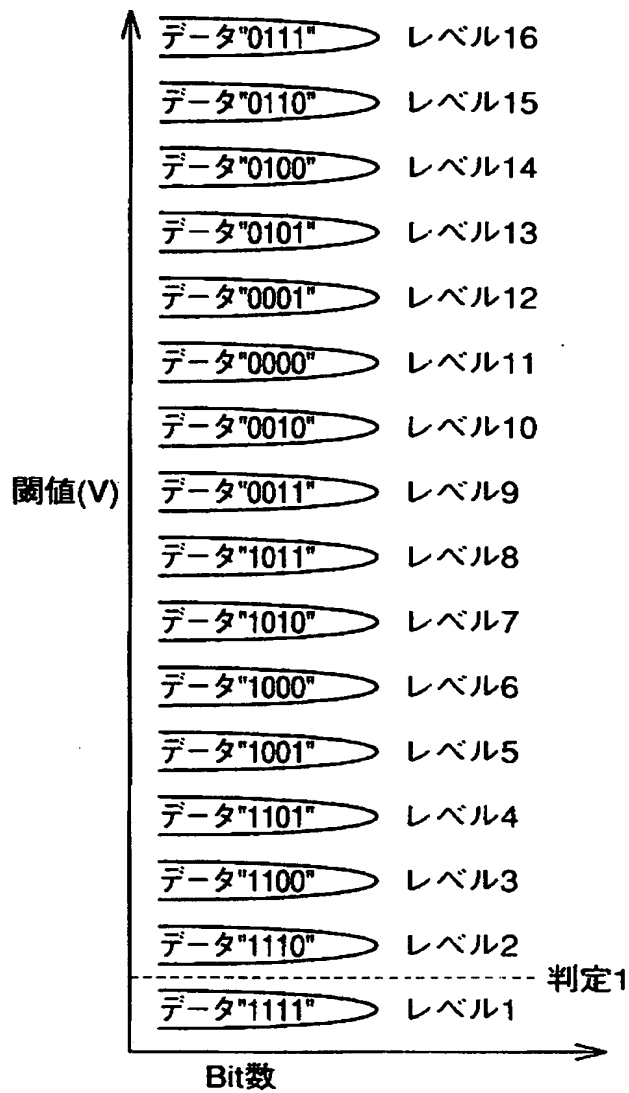 データ"0111" レベル16
データ"0110" レベル15
データ"0100" レベル14
データ"0101" レベル13
データ"0001" レベル12
データ"0000" レベル11
データ"0010" レベル10
閾値(V)
データ"0011" レベル9
データ"1011" レベル8
データ"1010" レベル7
データ"1000" レベル6
データ"1001" レベル5
データ"1101" レベル4
データ"1100" レベル3
データ"1110" レベル2
判定1
データ"1111" レベル1
Bit数